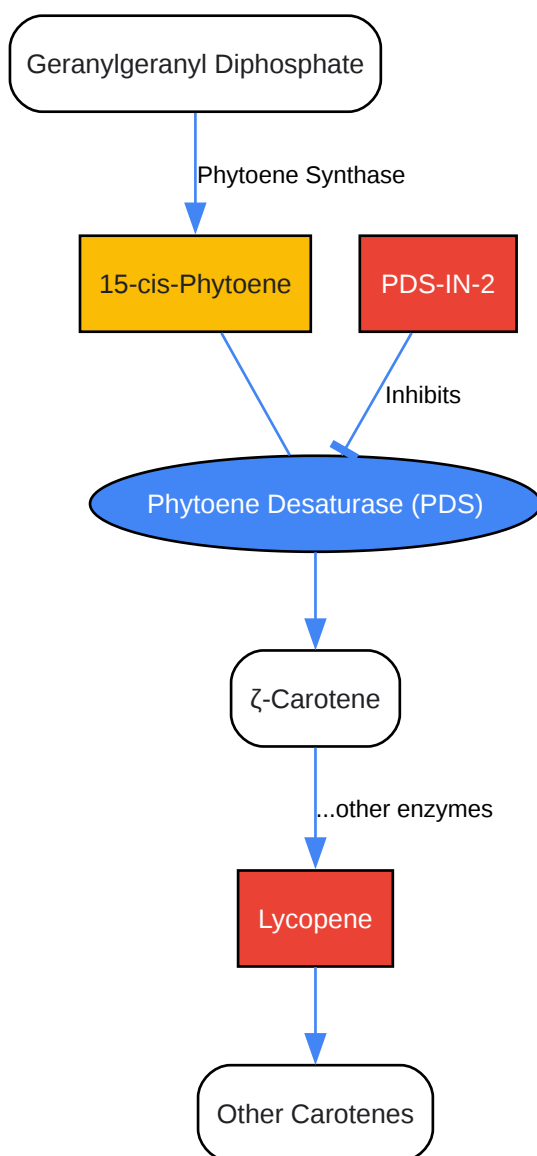 Geranylgeranyl Diphosphate
Phytoene Synthase
15-cis-Phytoene
PDS-IN-2
Inhibits
Phytoene Desaturase (PDS)
ζ-Carotene
...other enzymes
Lycopene
Other Carotenes